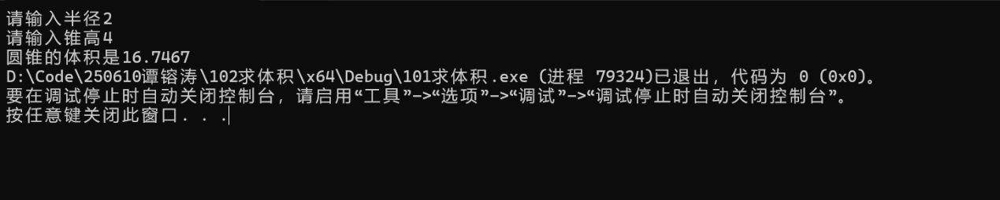 请输入半径2
请输入锥高4
圆锥的体积是16.7467
D:\Code\250610谭镕涛\102求体积\x64\Debug\101求体积.exe (进程 79324)已退出，代码为 0 (0x0)。
要在调试停止时自动关闭控制台，请启用“工具”->“选项”->“调试”->“调试停止时自动关闭控制台”。
按任意键关闭此窗口. . .